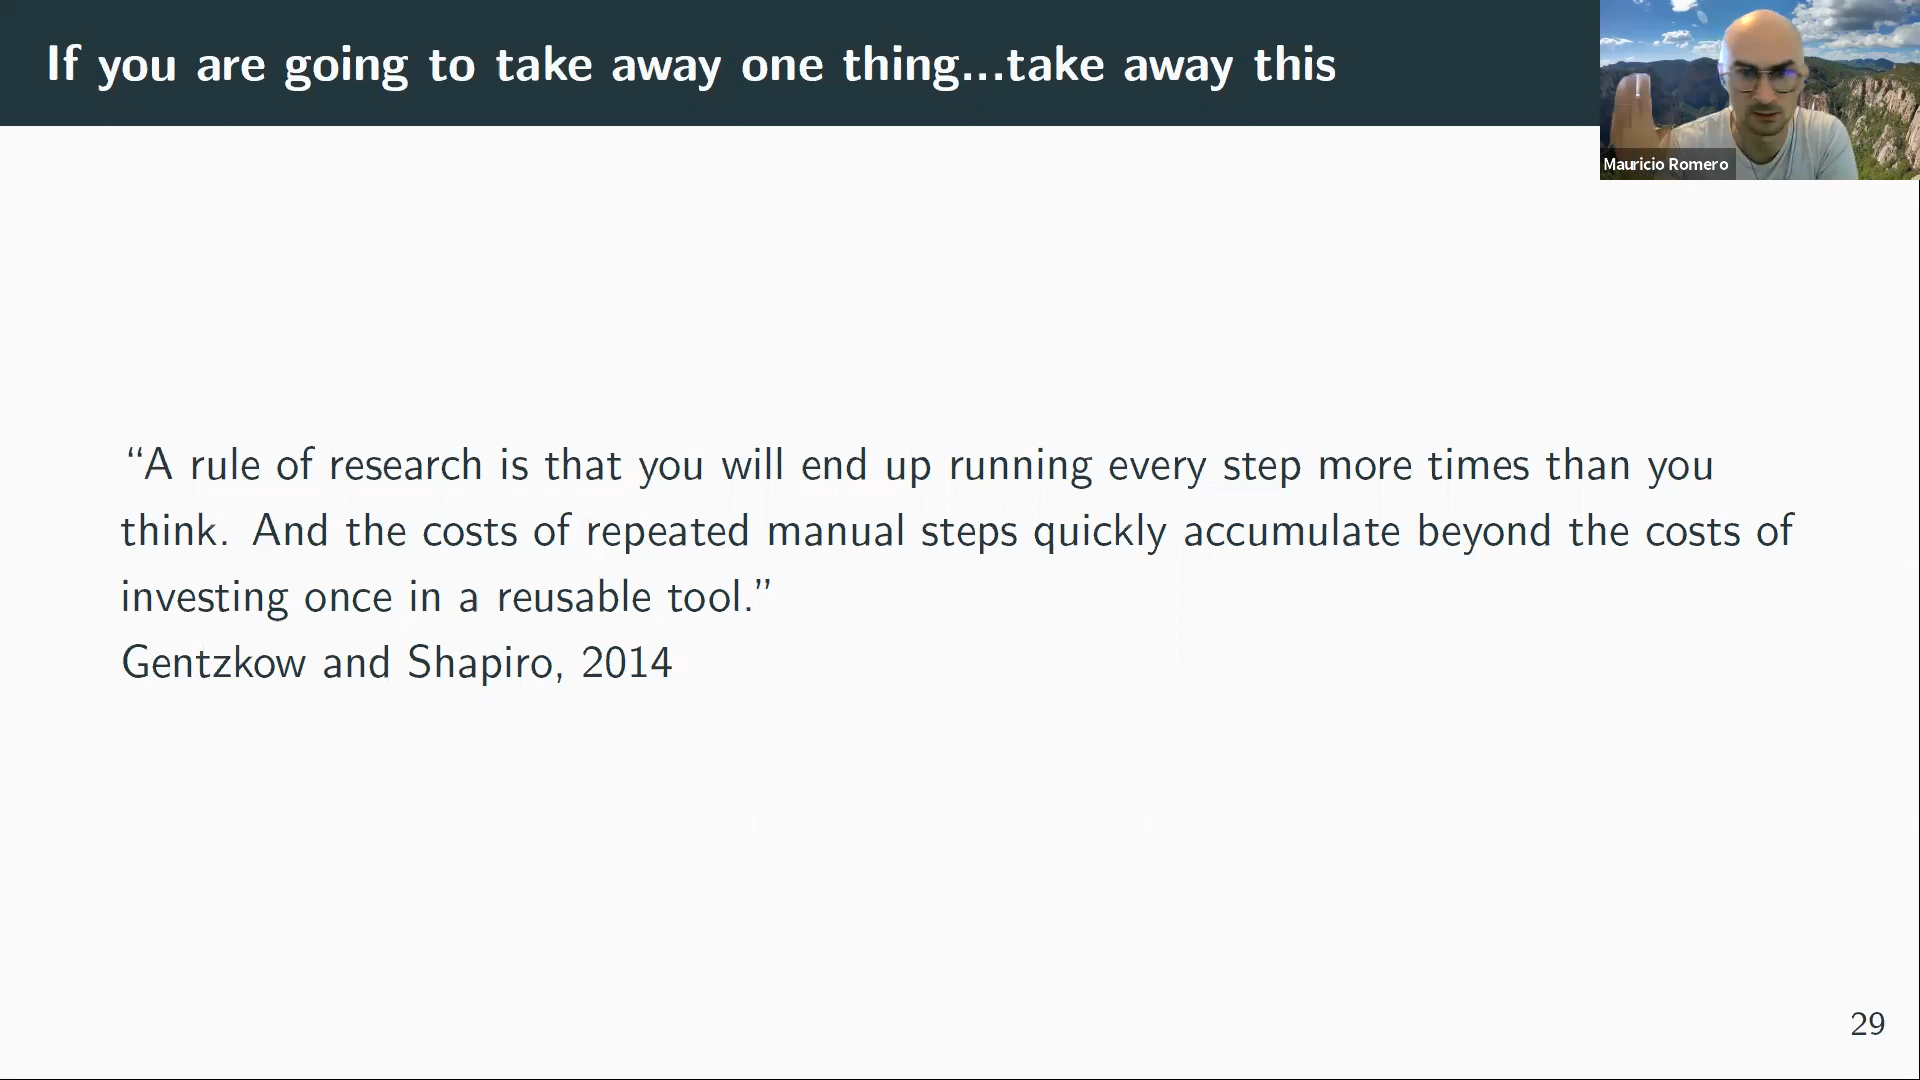 If you are going to take away one thing...take away this
Mauricio Romero
“A rule of research is that you will end up running every step more times than you
think. And the costs of repeated manual steps quickly accumulate beyond the costs of
investing once in a reusable tool.”
Gentzkow and Shapiro, 2014
29